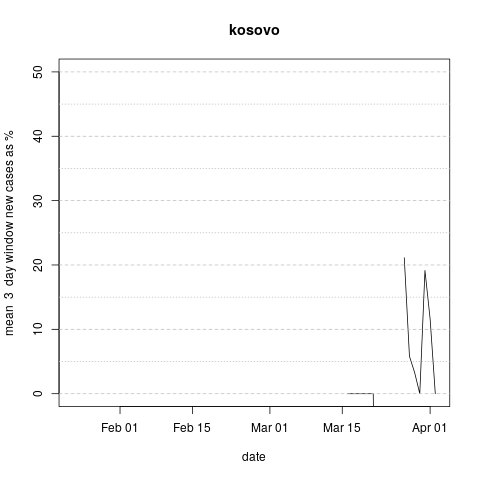 kosovo
mean 3 day window new cases as %
50
40
30
20
10
0
Feb 01
Feb 15
Mar 01
Mar 15
Apr 01
date